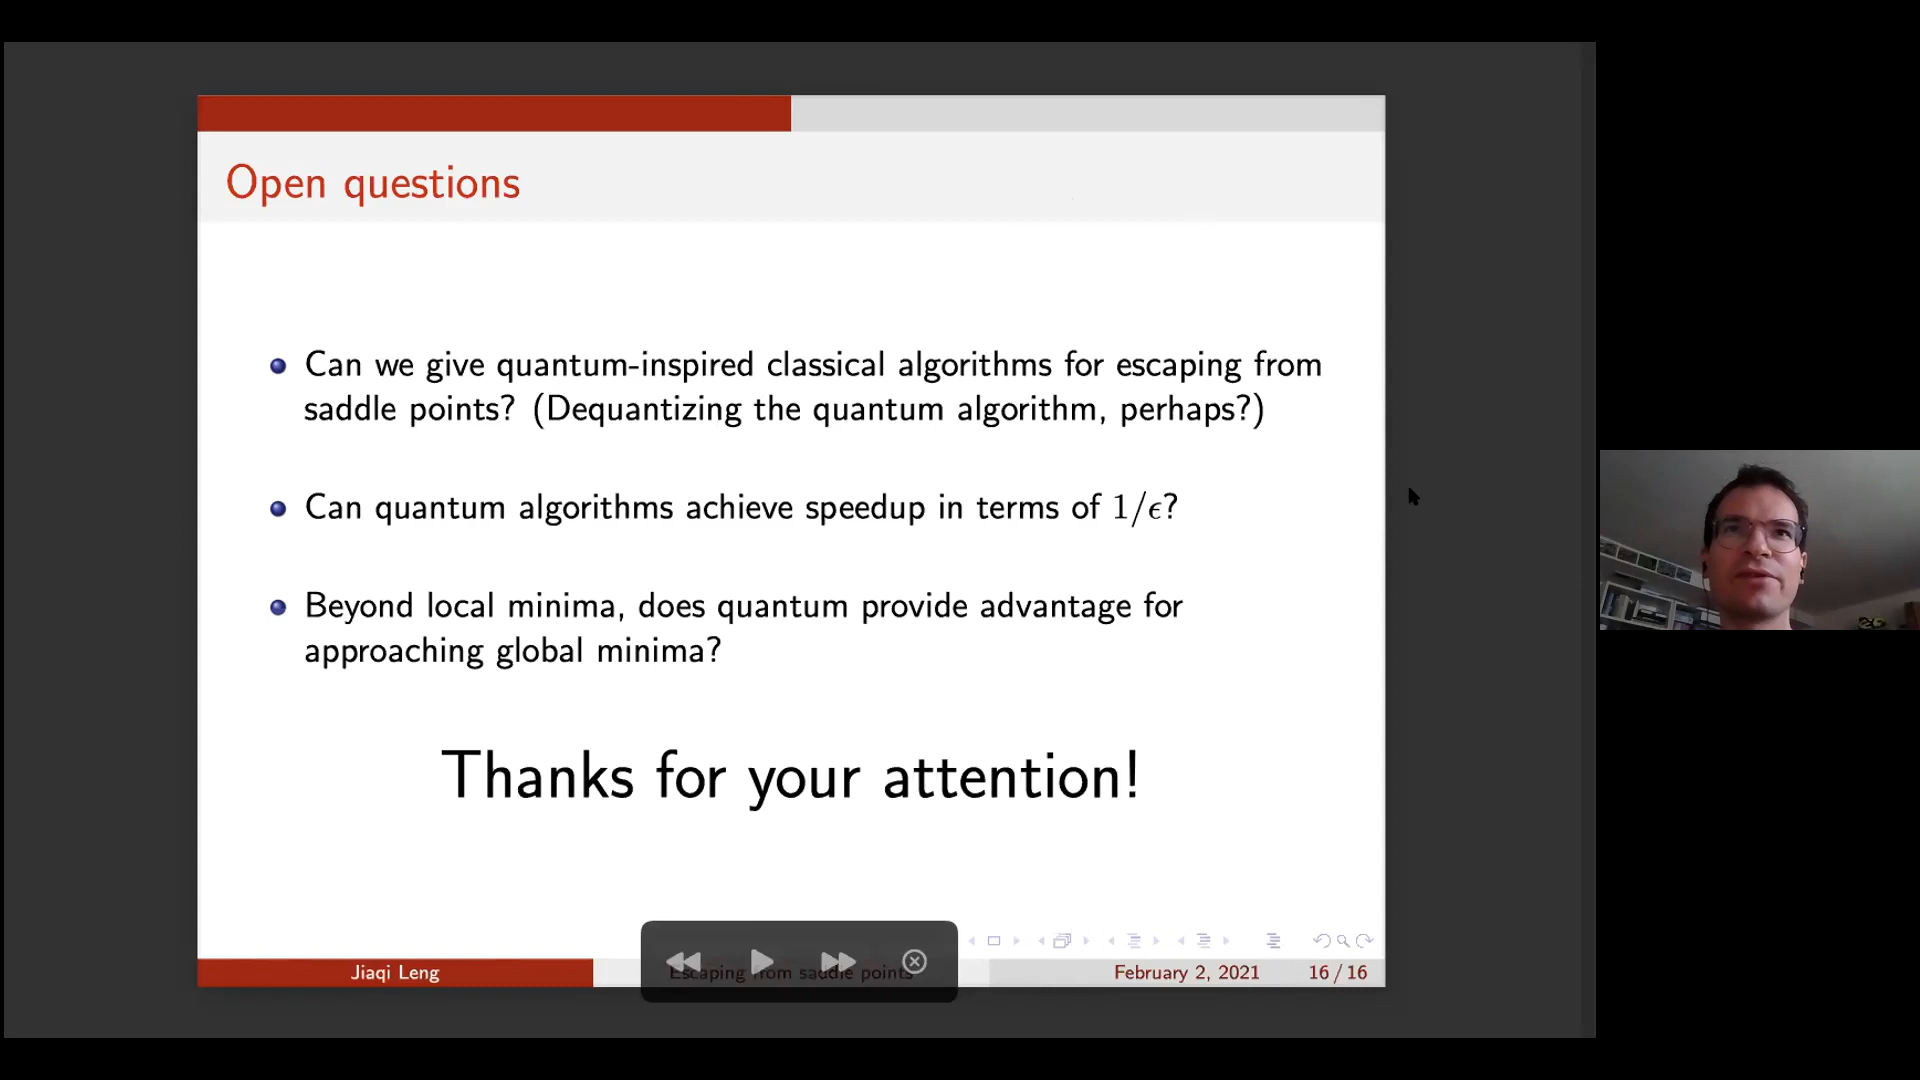 Open questions
Can we give quantum-inspired classical algorithms for escaping from
saddle points? (Dequantizing the quantum algorithm, perhaps?)
Can quantum algorithms achieve speedup in terms of 1/ϵ?
Beyond local minima, does quantum provide advantage for
approaching global minima?
Thanks for your attention!
Jiaqi Leng
Escaping from saddle points
February 2, 2021
16 / 16